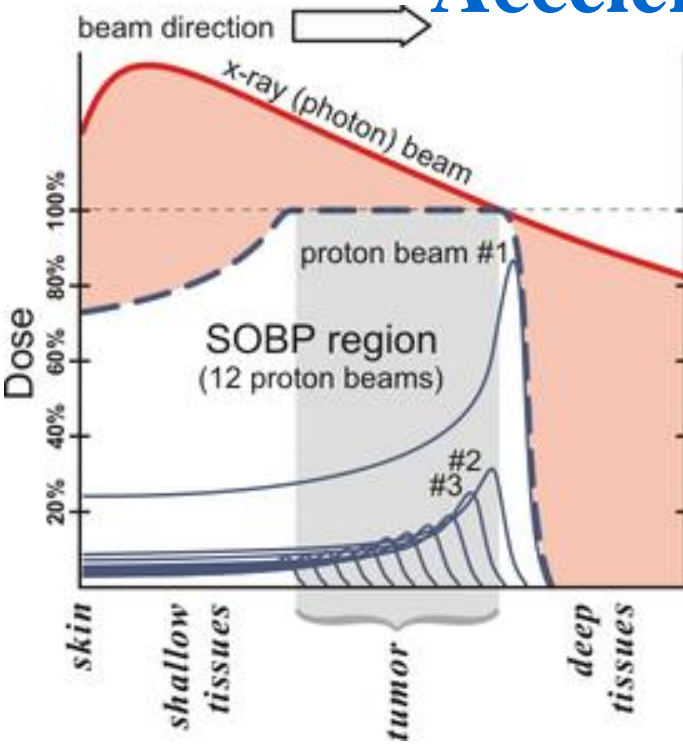 Acceler
beam direction
x-ray (photon) beam
100%
80%
60%
40%
20%
Dose
proton beam #1
SOBP region
(12 proton beams)
#2
#3
skin
shallow
tissues
tumor
deep
tissues